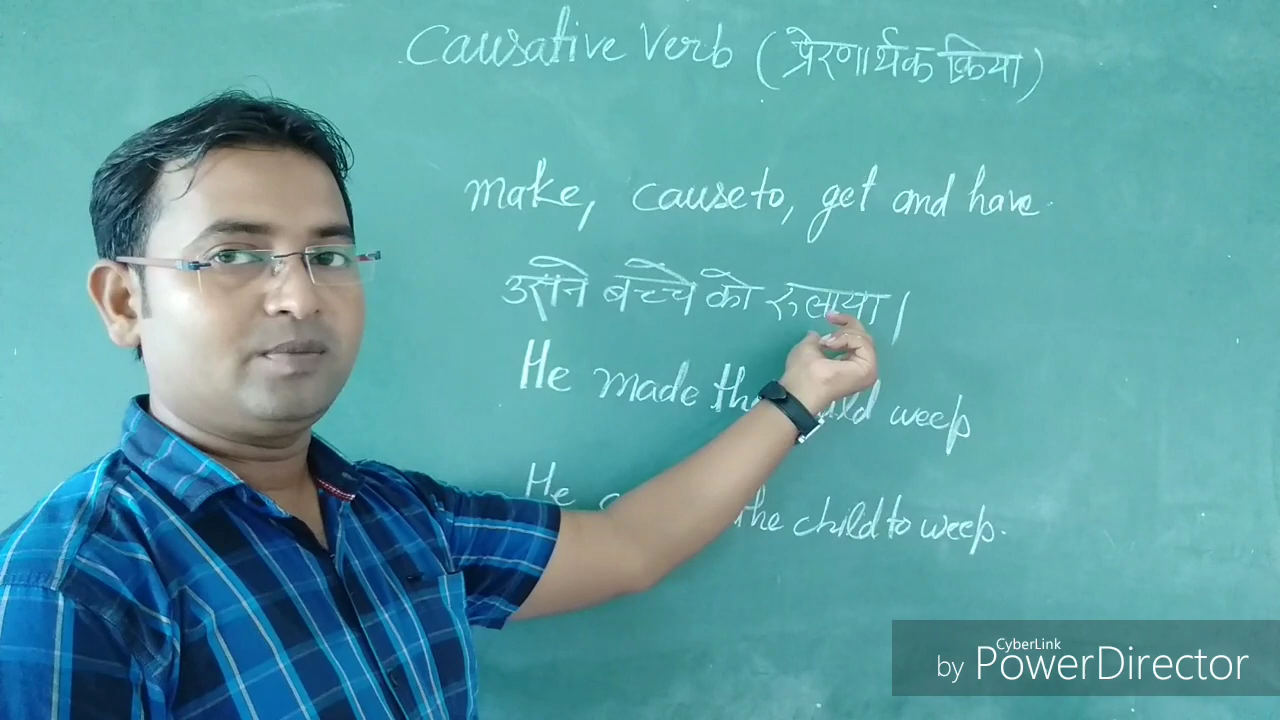 Causative Verb (प्रेरणार्थक क्रिया)
make, cause to, get and have
उसने बच्चे को रुलाया।
He made the weep
He the child to weep.
CyberLink
by PowerDirector